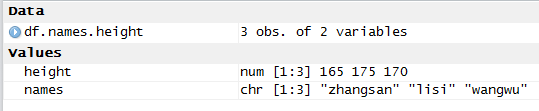 Data
df.names.height 3 obs. of 2 variables
Values
height num [1:3] 165 175 170
names chr [1:3] "zhangsan" "lisi" "wangwu"